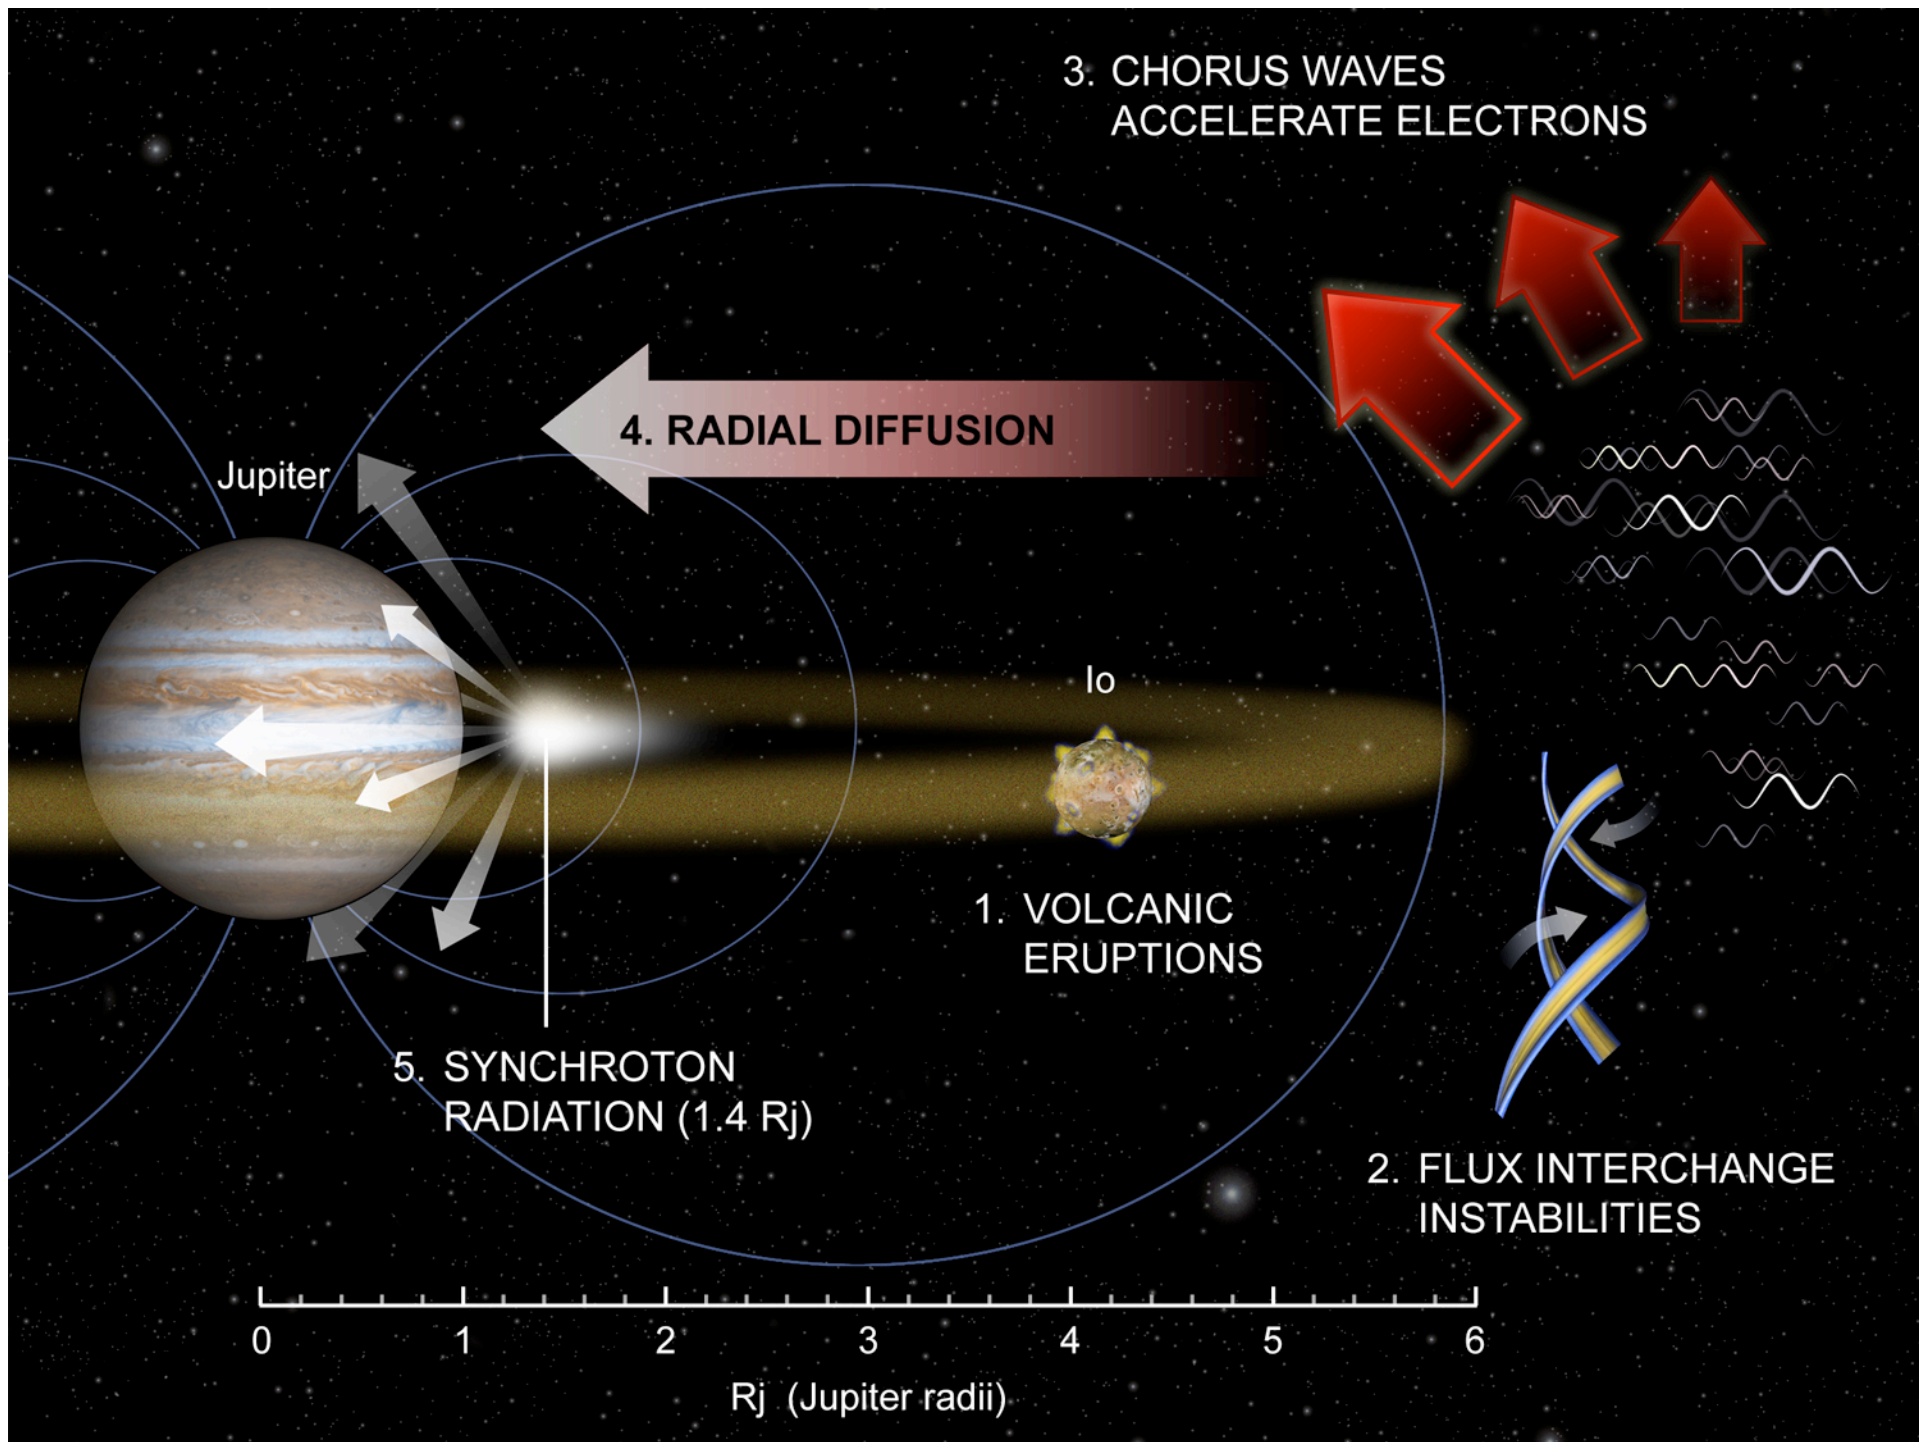 3. CHORUS WAVES
ACCELERATE ELECTRONS
4. RADIAL DIFFUSION
Jupiter
Io
1. VOLCANIC
ERUPTIONS
5. SYNCHROTON
RADIATION (1.4 Rj)
2. FLUX INTERCHANGE
INSTABILITIES
0 1 2 3 4 5 6
Rj (Jupiter radii)